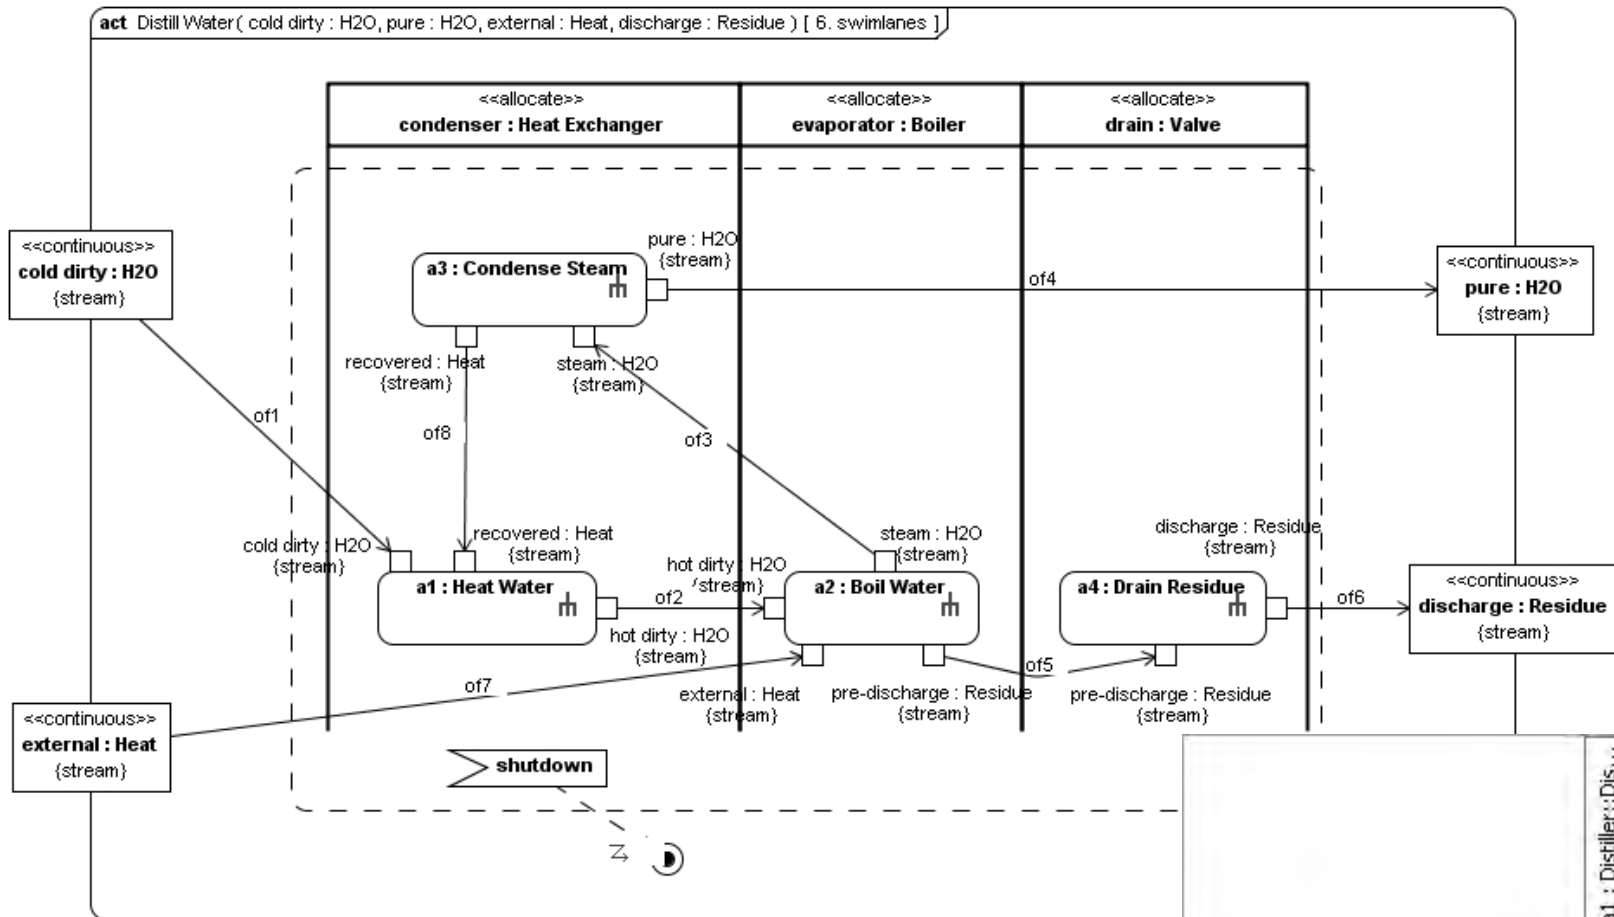 act Distill Water( cold dirty : H2O, pure : H2O, external : Heat, discharge : Residue ) [ 6. swimlanes ]
<<allocate>>
condenser : Heat Exchanger
<<allocate>>
evaporator : Boiler
<<allocate>>
drain : Valve
<<continuous>>
cold dirty : H2O
{stream}
a3 : Condense Steam
pure : H2O
{stream}
of4
<<continuous>>
pure : H2O
{stream}
recovered : Heat
{stream}
steam : H2O
{stream}
of1
of8
of3
cold dirty : H2O
{stream}
recovered : Heat
{stream}
a1 : Heat Water
of2
hot dirty : H2O
{stream}
hot dirty : H2O
{stream}
steam : H2O
{stream}
a2 : Boil Water
discharge : Residue
{stream}
a4 : Drain Residue
of6
<<continuous>>
discharge : Residue
{stream}
of7
external : Heat
{stream}
pre-discharge : Residue
{stream}
of5
pre-discharge : Residue
{stream}
<<continuous>>
external : Heat
{stream}
shutdown
a1 : Distiller::Dis...